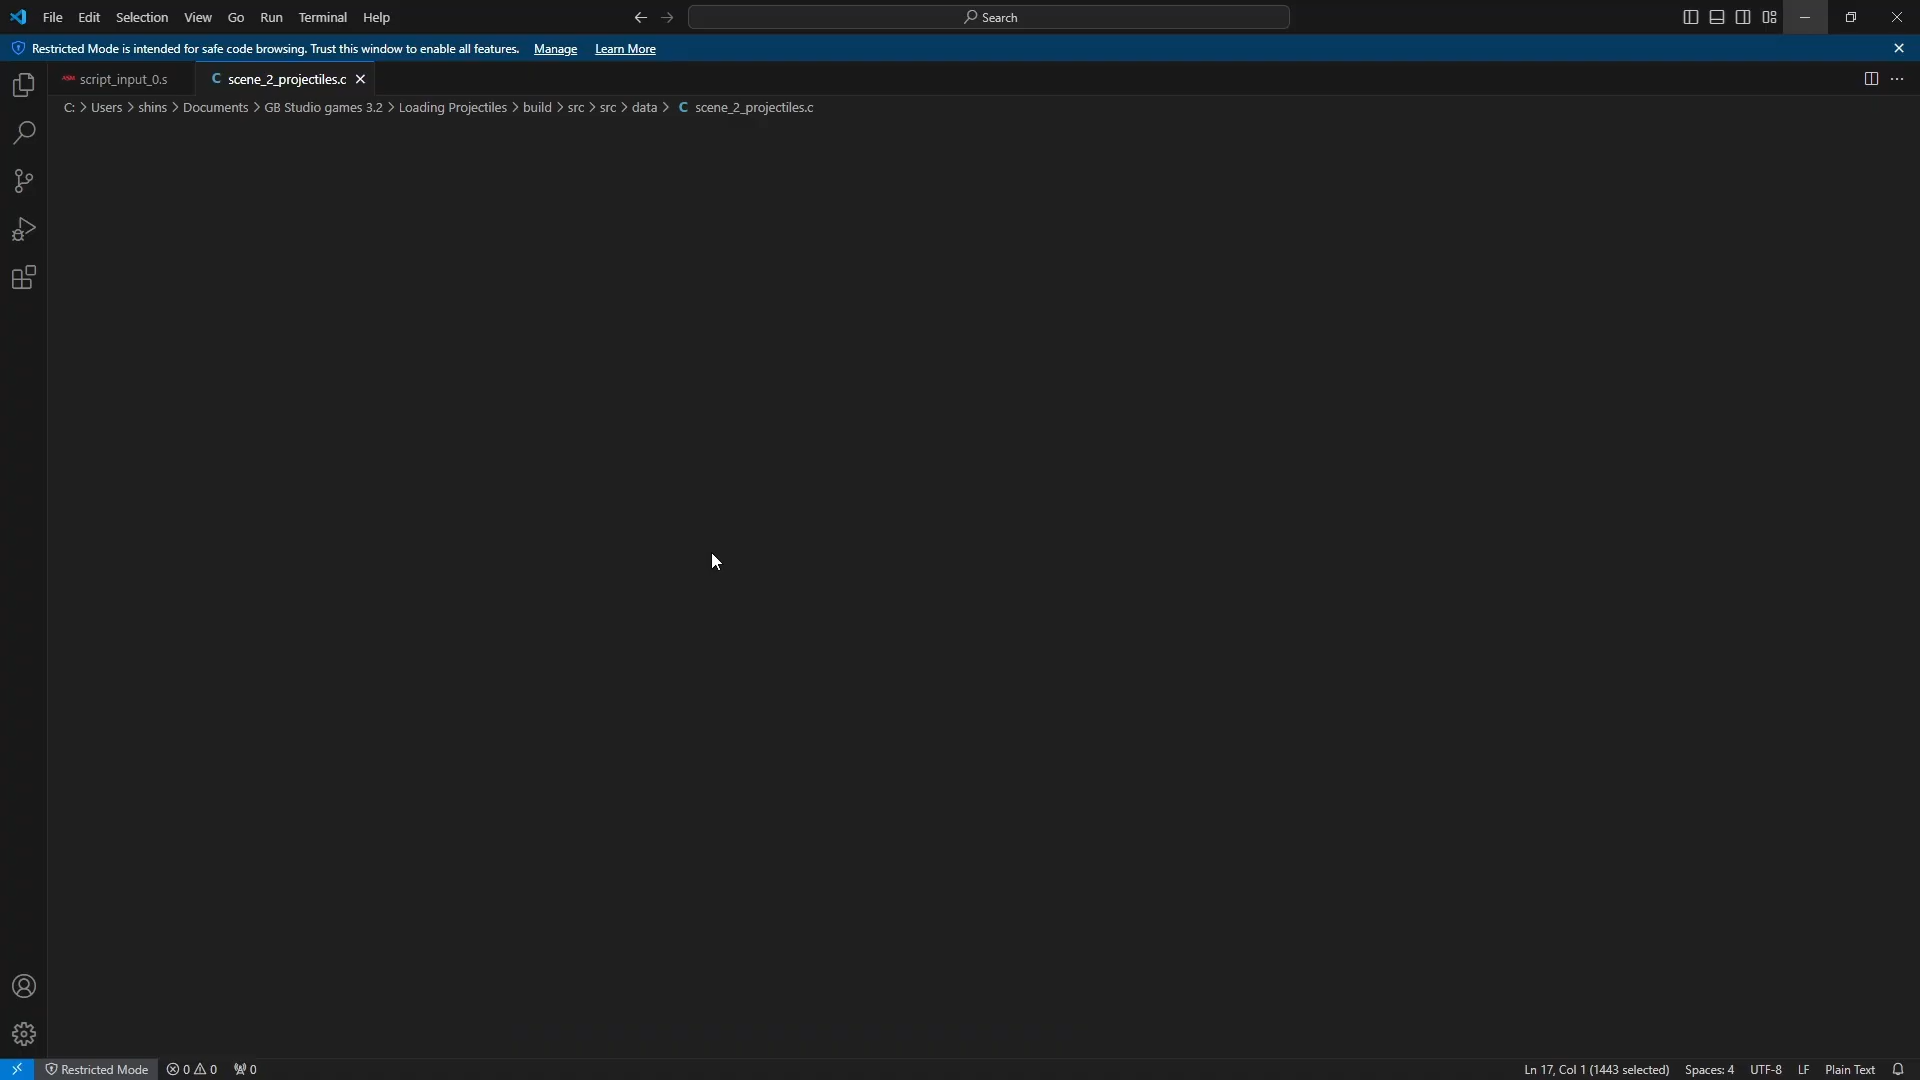 File Edit Selection View Go Run Terminal Help Search
Restricted Mode is intended for safe code browsing. Trust this window to enable all features. Manage Learn More
ASM script_input_0.s C scene_2_projectiles.c
C: > Users > shins > Documents > GB Studio games 3.2 > Loading Projectiles > build > src > src > data > C scene_2_projectiles.c
Restricted Mode 0 0 0 Ln 17, Col 1 (1443 selected) Spaces: 4 UTF-8 LF Plain Text